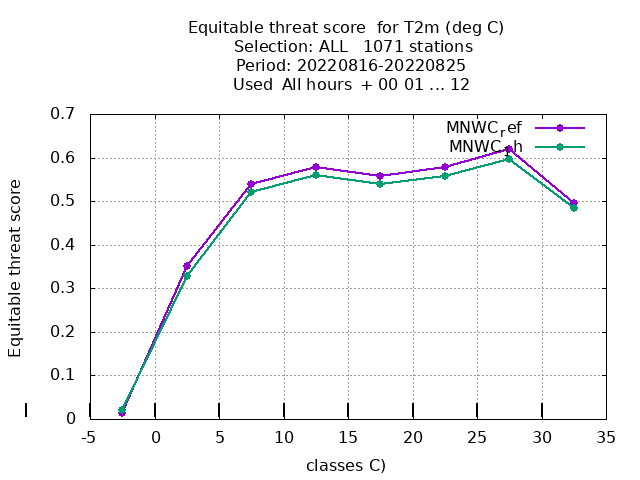 Equitable threat score  for T2m (deg C)
Selection: ALL   1071 stations
Period: 20220816-20220825
Used  All hours  + 00 01 ... 12
0.7
MNWC_ref
0.6
MNWC_rh
0.5
0.4
0.3
0.2
0.1
0
Equitable threat score
-5 0 5 10 15 20 25 30 35
classes C)